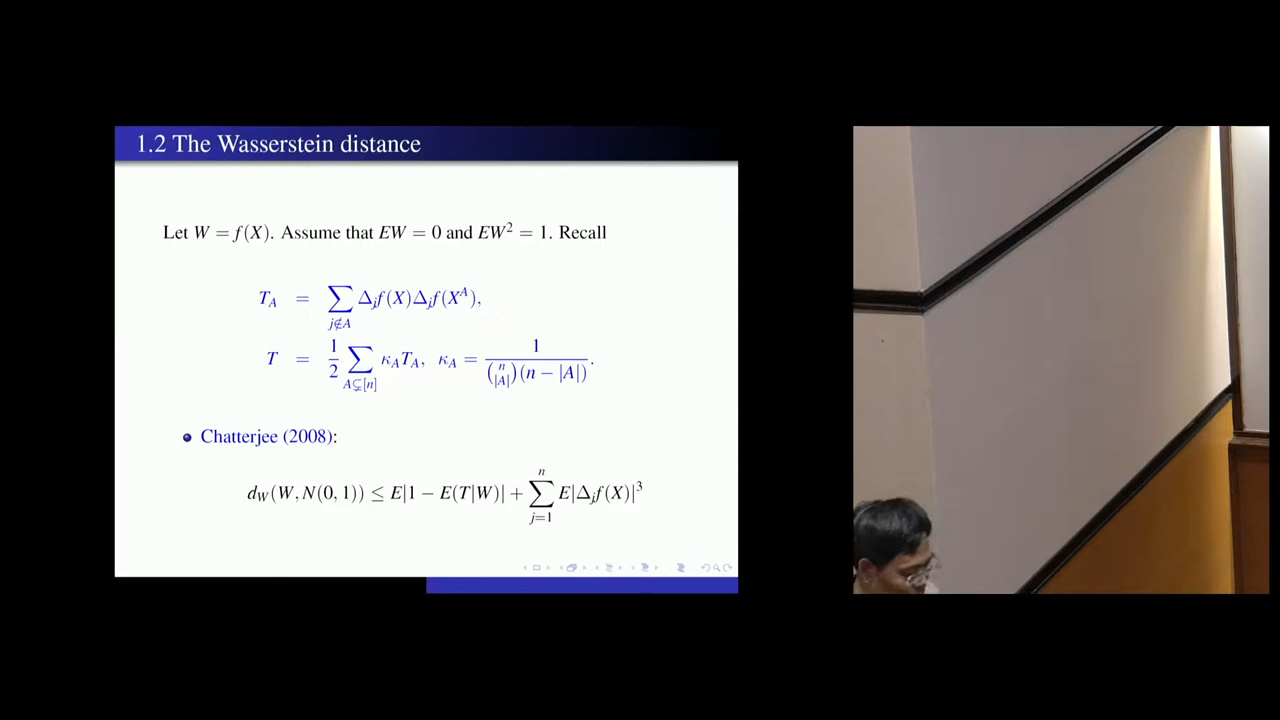 1.2 The Wasserstein distance
Let W = f(X). Assume that EW = 0 and EW² = 1. Recall
T_A = ∑_{j∉A} Δ_j f(X)Δ_j f(X^A),
T = 1/2 ∑_{A⊊[n]} κ_A T_A, κ_A = 1/(\binom{n}{|A|}(n − |A|)).
Chatterjee (2008):
d_W(W, N(0, 1)) ≤ E|1 − E(T|W)| + ∑_{j=1}^{n} E|Δ_j f(X)|³